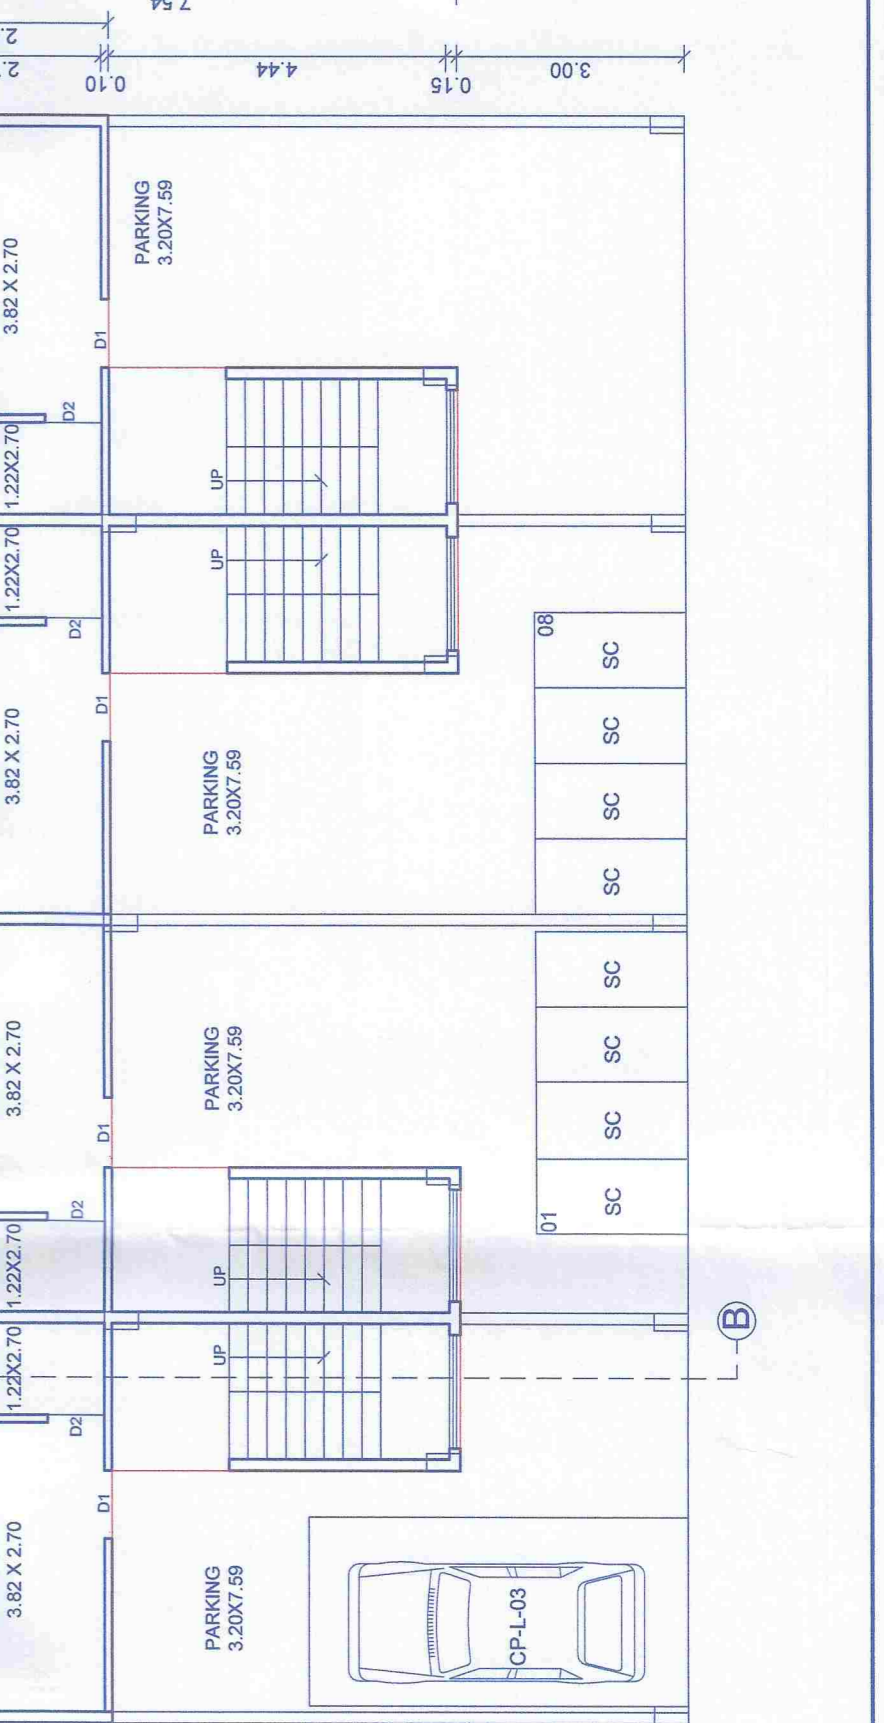 7.54
2.
2.
0.10
4.44
0.15
3.00
PARKING
3.20X7.59
3.82 X 2.70
D1
D2
1.22X2.70
UP
UP
1.22X2.70
D2
D1
3.82 X 2.70
PARKING
3.20X7.59
08
SC
SC
SC
SC
3.82 X 2.70
PARKING
3.20X7.59
D1
SC
SC
SC
SC
01
D2
1.22X2.70
UP
UP
1.22X2.70
B
D2
D1
3.82 X 2.70
PARKING
3.20X7.59
CP-L-03